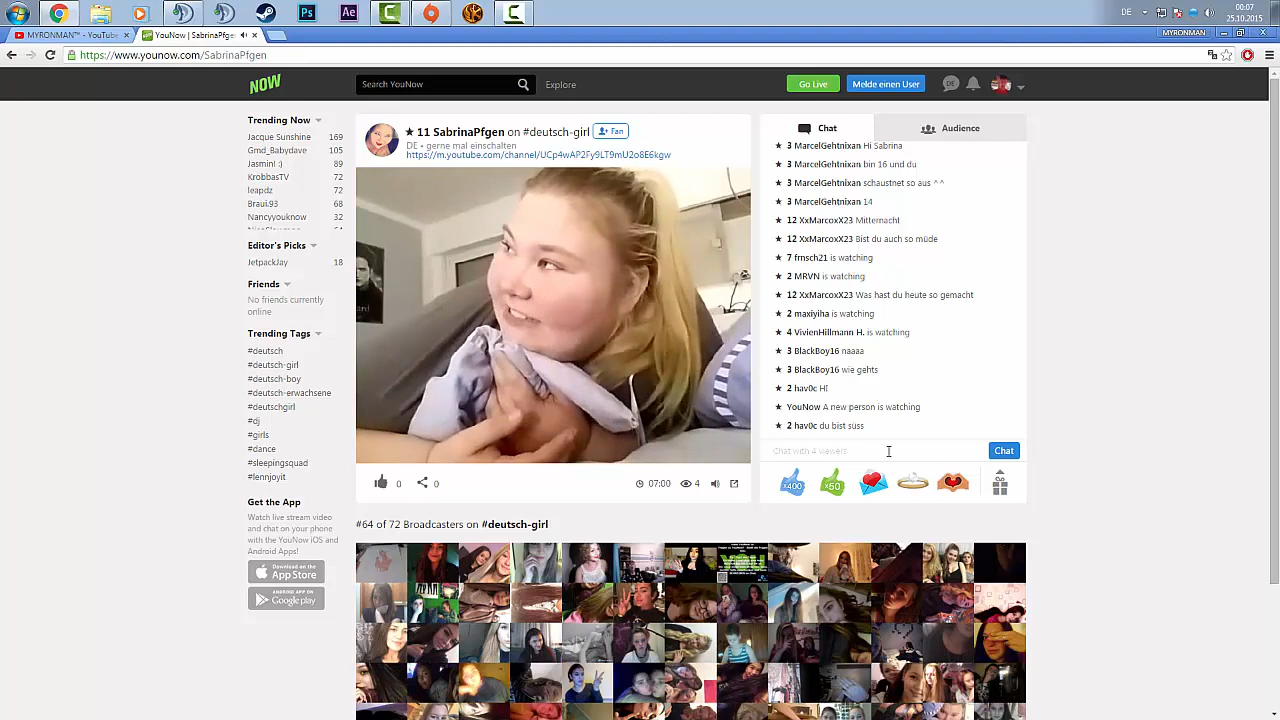 DE
00:07
25.10.2015
MYRONMAN™ - YouTube
YouNow | SabrinaPfgen
MYRONMAN
https://www.younow.com/SabrinaPfgen
NOW
Search YouNow
Explore
Go Live
Melde einen User
Trending Now
Jacque Sunshine 169
Gmd_Babydave 105
Jasmin! :) 89
KrobbasTV 72
leapdz 72
Braui.93 68
Nancyyouknow 32
Editor's Picks
JetpackJay 18
Friends
No friends currently
online
Trending Tags
#deutsch
#deutsch-girl
#deutsch-boy
#deutsch-erwachsene
#deutschgirl
#dj
#girls
#dance
#sleepingsquad
#lennjoyit
Get the App
Watch live stream video
and chat on your phone
with the YouNow iOS and
Android Apps!
Download on the
App Store
ANDROID APP ON
Google play
★ 11 SabrinaPfgen on #deutsch-girl
Fan
DE • gerne mal einschalten
https://m.youtube.com/channel/UCp4wAP2Fy9LT9mU2o8E6kgw
0
0
07:00
4
Chat
Audience
★ 3 MarcelGehtnixan Hi Sabrina
★ 3 MarcelGehtnixan bin 16 und du
★ 3 MarcelGehtnixan schaustnet so aus ^^
★ 3 MarcelGehtnixan 14
★ 12 XxMarcoxX23 Mitternacht
★ 12 XxMarcoxX23 Bist du auch so müde
★ 7 frnsch21 is watching
★ 2 MRVN is watching
★ 12 XxMarcoxX23 Was hast du heute so gemacht
★ 2 maxiyiha is watching
★ 4 VivienHillmann H. is watching
★ 3 BlackBoy16 naaaa
★ 3 BlackBoy16 wie gehts
★ 2 hav0c HI
★ YouNow A new person is watching
★ 2 hav0c du bist süss
Chat with 4 viewers
Chat
x400
x50
#64 of 72 Broadcasters on #deutsch-girl